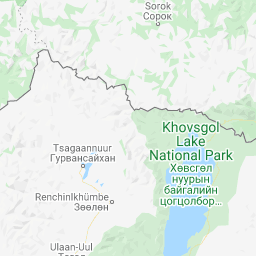 Sorok
Сорок
Khovsgol
Lake
National Park
Хөвсгөл
нуурын
байгалийн
цогцолбор...
Tsagaannuur
Гурвансайхан
Renchinlkhümbe
Зөөлөн
Ulaan-Uul